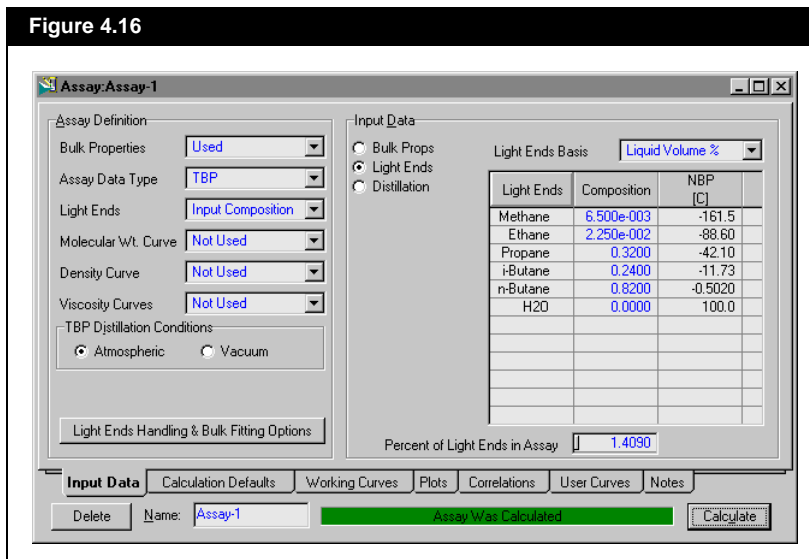 Figure 4.16
Assay:Assay-1
Assay Definition
Bulk Properties Used
Assay Data Type TBP
Light Ends Input Composition
Molecular Wt. Curve Not Used
Density Curve Not Used
Viscosity Curves Not Used
TBP Distillation Conditions
Atmospheric Vacuum
Light Ends Handling & Bulk Fitting Options
Input Data
Bulk Props
Light Ends
Distillation
Light Ends Basis Liquid Volume %
Light Ends Composition NBP [C]
Methane 6.500e-003 -161.5
Ethane 2.250e-002 -88.60
Propane 0.3200 -42.10
i-Butane 0.2400 -11.73
n-Butane 0.8200 -0.5020
H2O 0.0000 100.0
Percent of Light Ends in Assay 1.4090
Input Data Calculation Defaults Working Curves Plots Correlations User Curves Notes
Delete Name: Assay-1 Assay Was Calculated Calculate